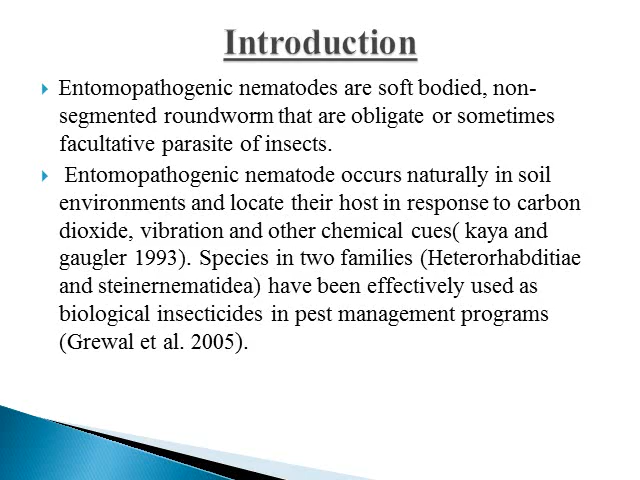 Introduction
Entomopathogenic nematodes are soft bodied, non-
segmented roundworm that are obligate or sometimes
facultative parasite of insects.
Entomopathogenic nematode occurs naturally in soil
environments and locate their host in response to carbon
dioxide, vibration and other chemical cues( kaya and
gaugler 1993). Species in two families (Heterorhabditiae
and steinernematidea) have been effectively used as
biological insecticides in pest management programs
(Grewal et al. 2005).